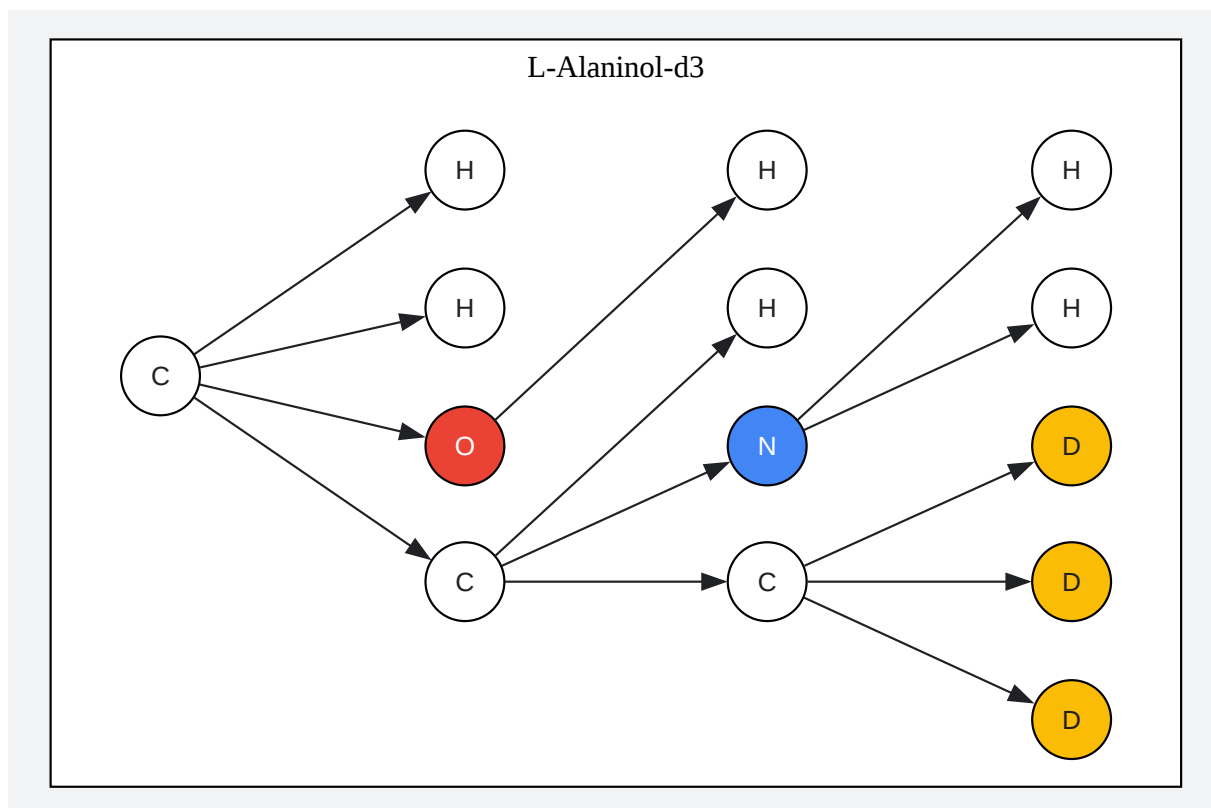 L-Alaninol-d3
H H H
H H H
C
O N D
C C D
D